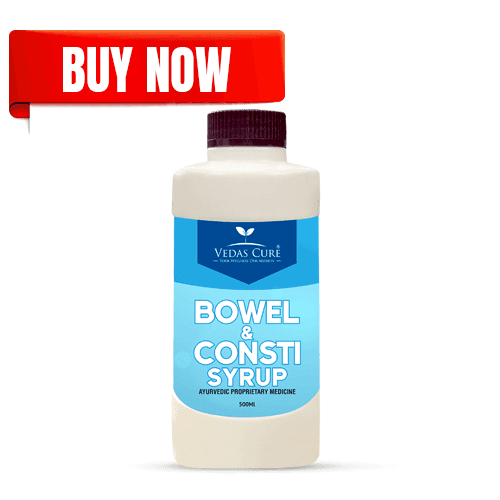 BUY NOW
VEDAS CURE®
BOWEL
&
CONSTI
SYRUP
AYURVEDIC PROPRIETARY MEDICINE
500ML